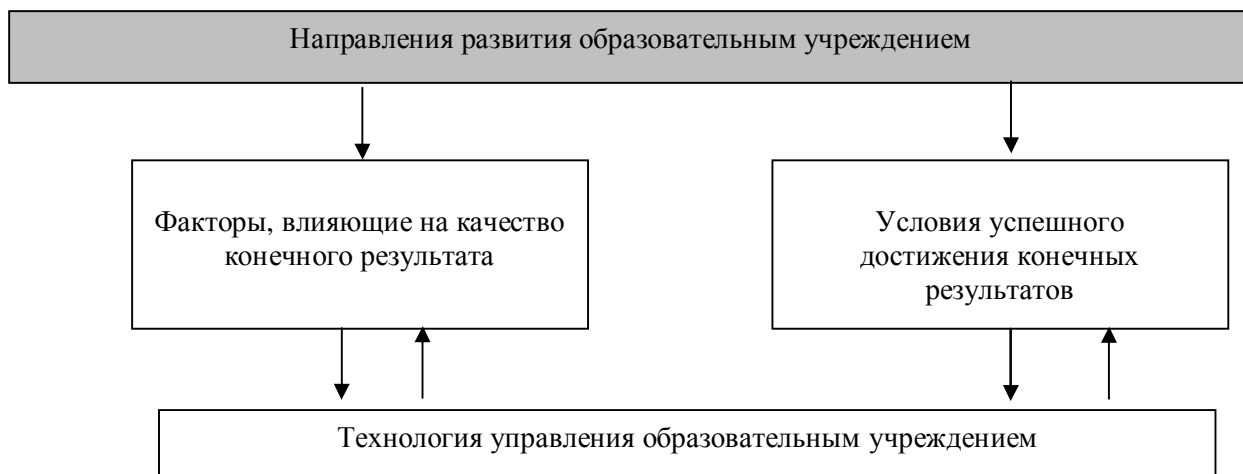 Направления развития образовательным учреждением
Факторы, влияющие на качество
конечного результата
Условия успешного
достижения конечных
результатов
Технология управления образовательным учреждением